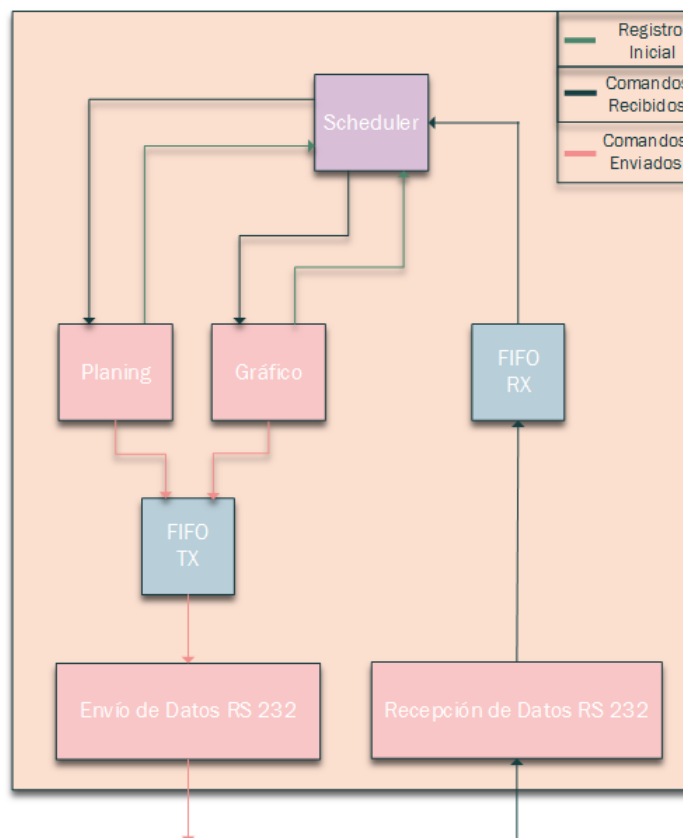 Registro
Inicial
Comandos
Recibidos
Comandos
Enviados
Scheduler
Planing
Gráfico
FIFO
RX
FIFO
TX
Envío de Datos RS 232
Recepción de Datos RS 232